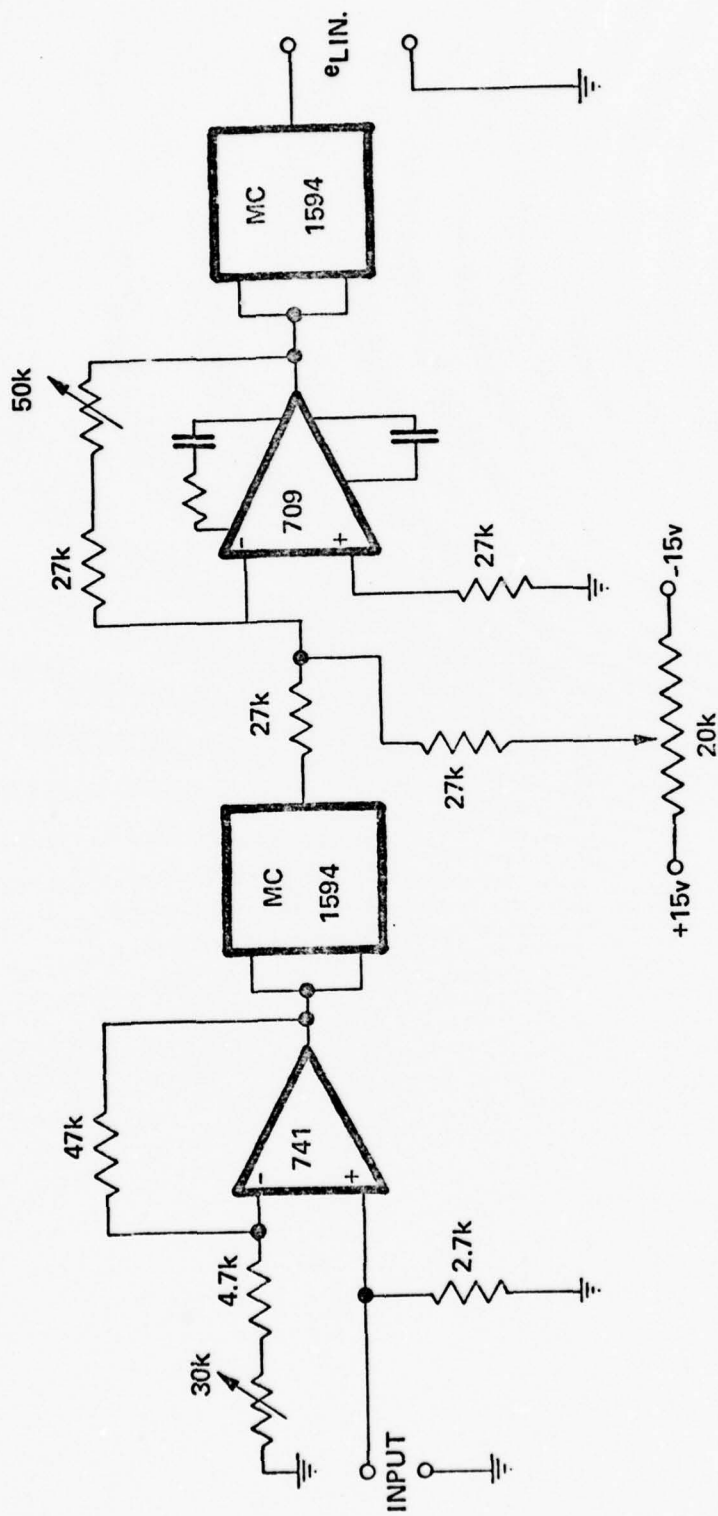 30k
4.7k
47k
-
741
+
INPUT
2.7k
MC
1594
27k
27k
27k
50k
-
709
+
27k
+15v
20k
-15v
MC
1594
eLIN.